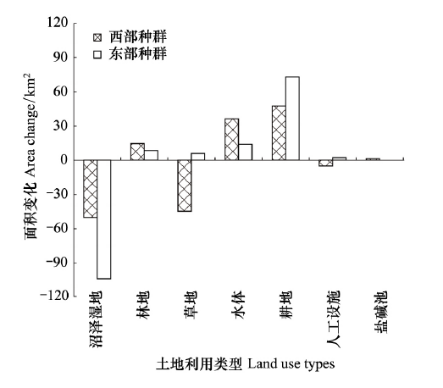 120
90
60
30
0
−30
−60
−90
−120
面积变化 Area change/km²
西部种群
东部种群
沼泽湿地
林地
草地
水体
耕地
人工设施
盐碱池
土地利用类型 Land use types